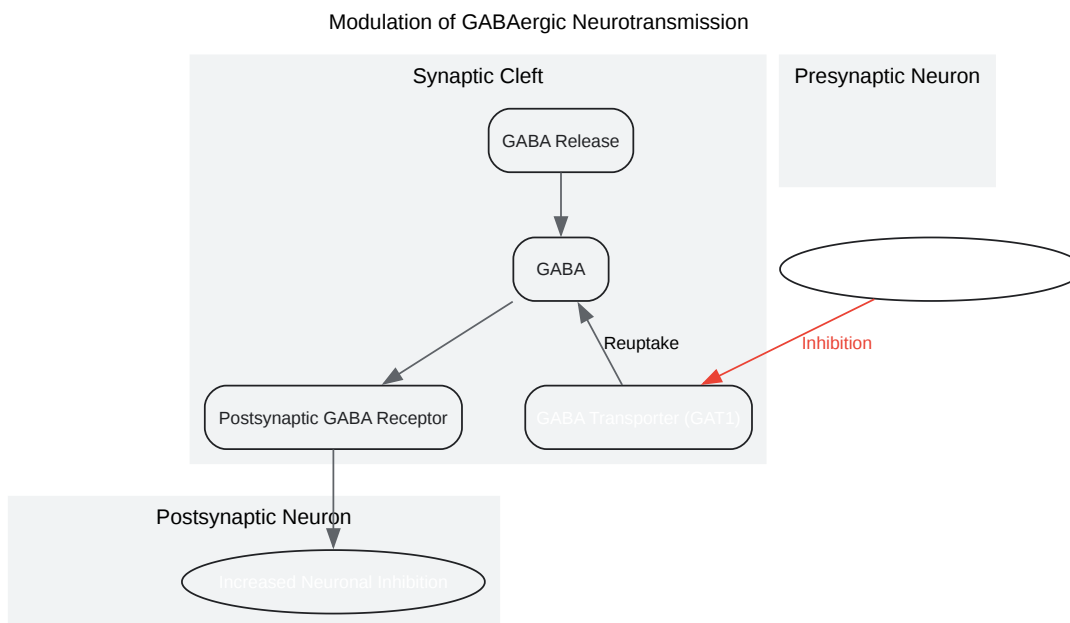 Modulation of GABAergic Neurotransmission
Synaptic Cleft
Presynaptic Neuron
GABA Release
GABA
Reuptake
Inhibition
Postsynaptic GABA Receptor
GABA Transporter (GAT1)
Postsynaptic Neuron
Increased Neuronal Inhibition